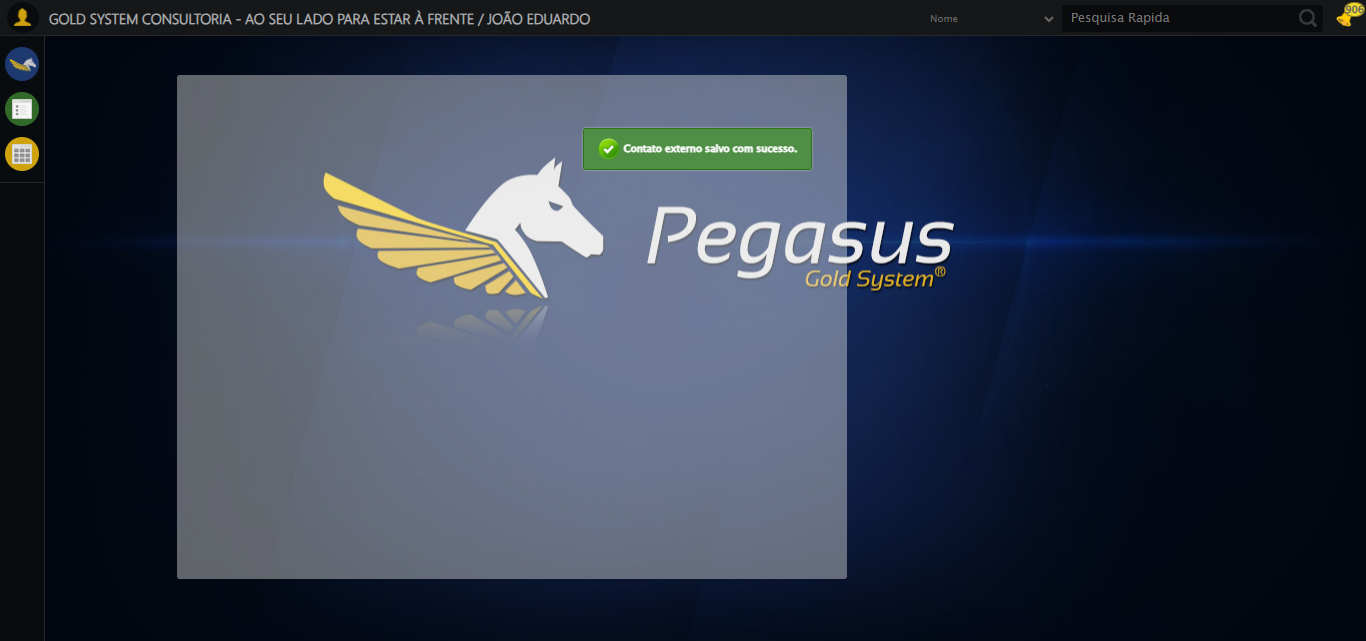 GOLD SYSTEM CONSULTORIA - AO SEU LADO PARA ESTAR À FRENTE / JOÃO EDUARDO
Nome
Pesquisa Rapida
906
Contato externo salvo com sucesso.
Pegasus
Gold System®